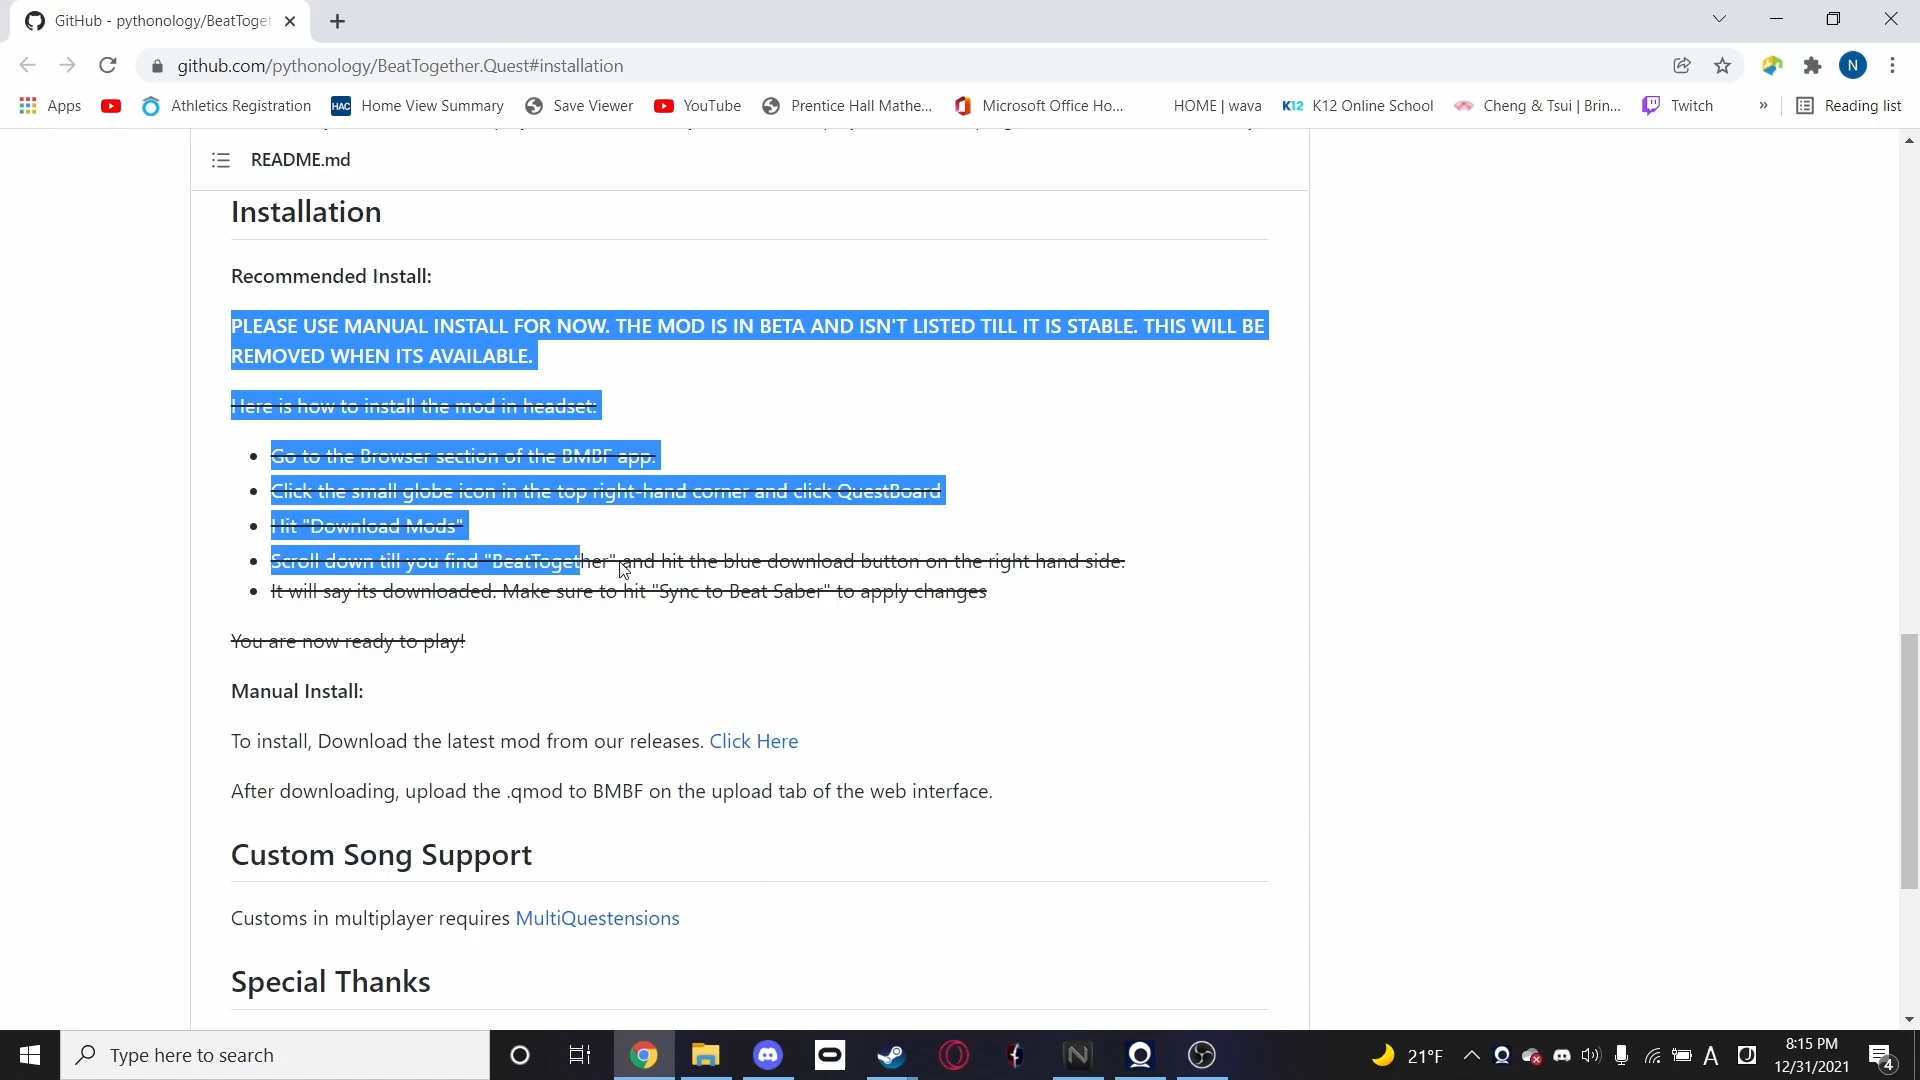 GitHub - pythonology/BeatToget
github.com/pythonology/BeatTogether.Quest#installation
N
Apps
Athletics Registration
HAC Home View Summary
Save Viewer
YouTube
Prentice Hall Mathe...
Microsoft Office Ho...
HOME | wava
K12 K12 Online School
Cheng & Tsui | Brin...
Twitch
»
Reading list
README.md
Installation
Recommended Install:
PLEASE USE MANUAL INSTALL FOR NOW. THE MOD IS IN BETA AND ISN'T LISTED TILL IT IS STABLE. THIS WILL BE
REMOVED WHEN ITS AVAILABLE.
Here is how to install the mod in headset:
Go to the Browser section of the BMBF app.
Click the small globe icon in the top right-hand corner and click QuestBoard
Hit "Download Mods"
Scroll down till you find "BeatTogether" and hit the blue download button on the right hand side.
It will say its downloaded. Make sure to hit "Sync to Beat Saber" to apply changes
You are now ready to play!
Manual Install:
To install, Download the latest mod from our releases. Click Here
After downloading, upload the .qmod to BMBF on the upload tab of the web interface.
Custom Song Support
Customs in multiplayer requires MultiQuestensions
Special Thanks
Type here to search
21°F
A
8:15 PM
12/31/2021
4